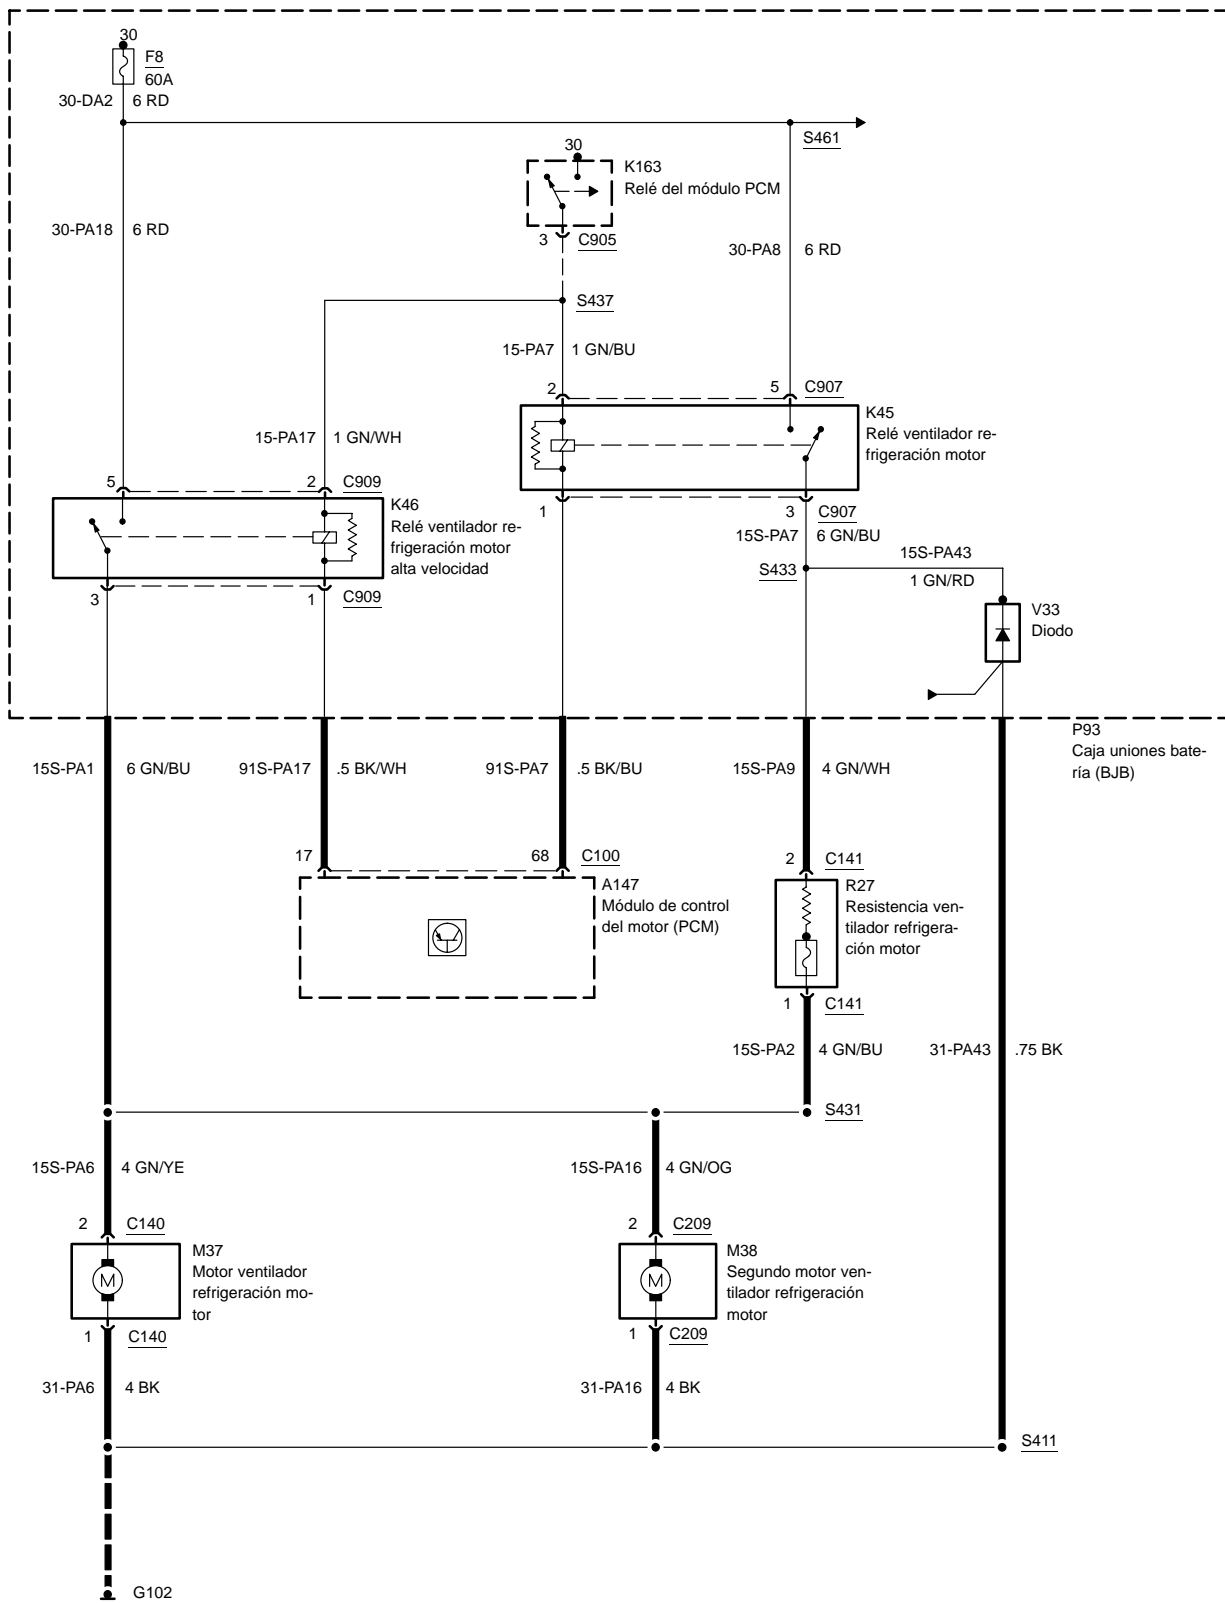 30
F8
60A
30-DA2 6 RD
S461
30
K163
Relé del módulo PCM
30-PA18 6 RD
3 C905
30-PA8 6 RD
S437
15-PA7 1 GN/BU
2 5 C907
K45
Relé ventilador re-
frigeración motor
15-PA17 1 GN/WH
5 2 C909
K46
Relé ventilador re-
frigeración motor
alta velocidad
1 3 C907
15S-PA7 6 GN/BU
15S-PA43
S433
1 GN/RD
3 1 C909
V33
Diodo
P93
Caja uniones bate-
ría (BJB)
15S-PA1 6 GN/BU
91S-PA17 .5 BK/WH
91S-PA7 .5 BK/BU
15S-PA9 4 GN/WH
17 68 C100
2 C141
A147
Módulo de control
del motor (PCM)
R27
Resistencia ven-
tilador refrigera-
ción motor
1 C141
15S-PA2 4 GN/BU
31-PA43 .75 BK
S431
15S-PA6 4 GN/YE
15S-PA16 4 GN/OG
2 C140
2 C209
M37
Motor ventilador
refrigeración mo-
tor
M
M38
Segundo motor ven-
tilador refrigeración
motor
M
1 C140
1 C209
31-PA6 4 BK
31-PA16 4 BK
S411
G102